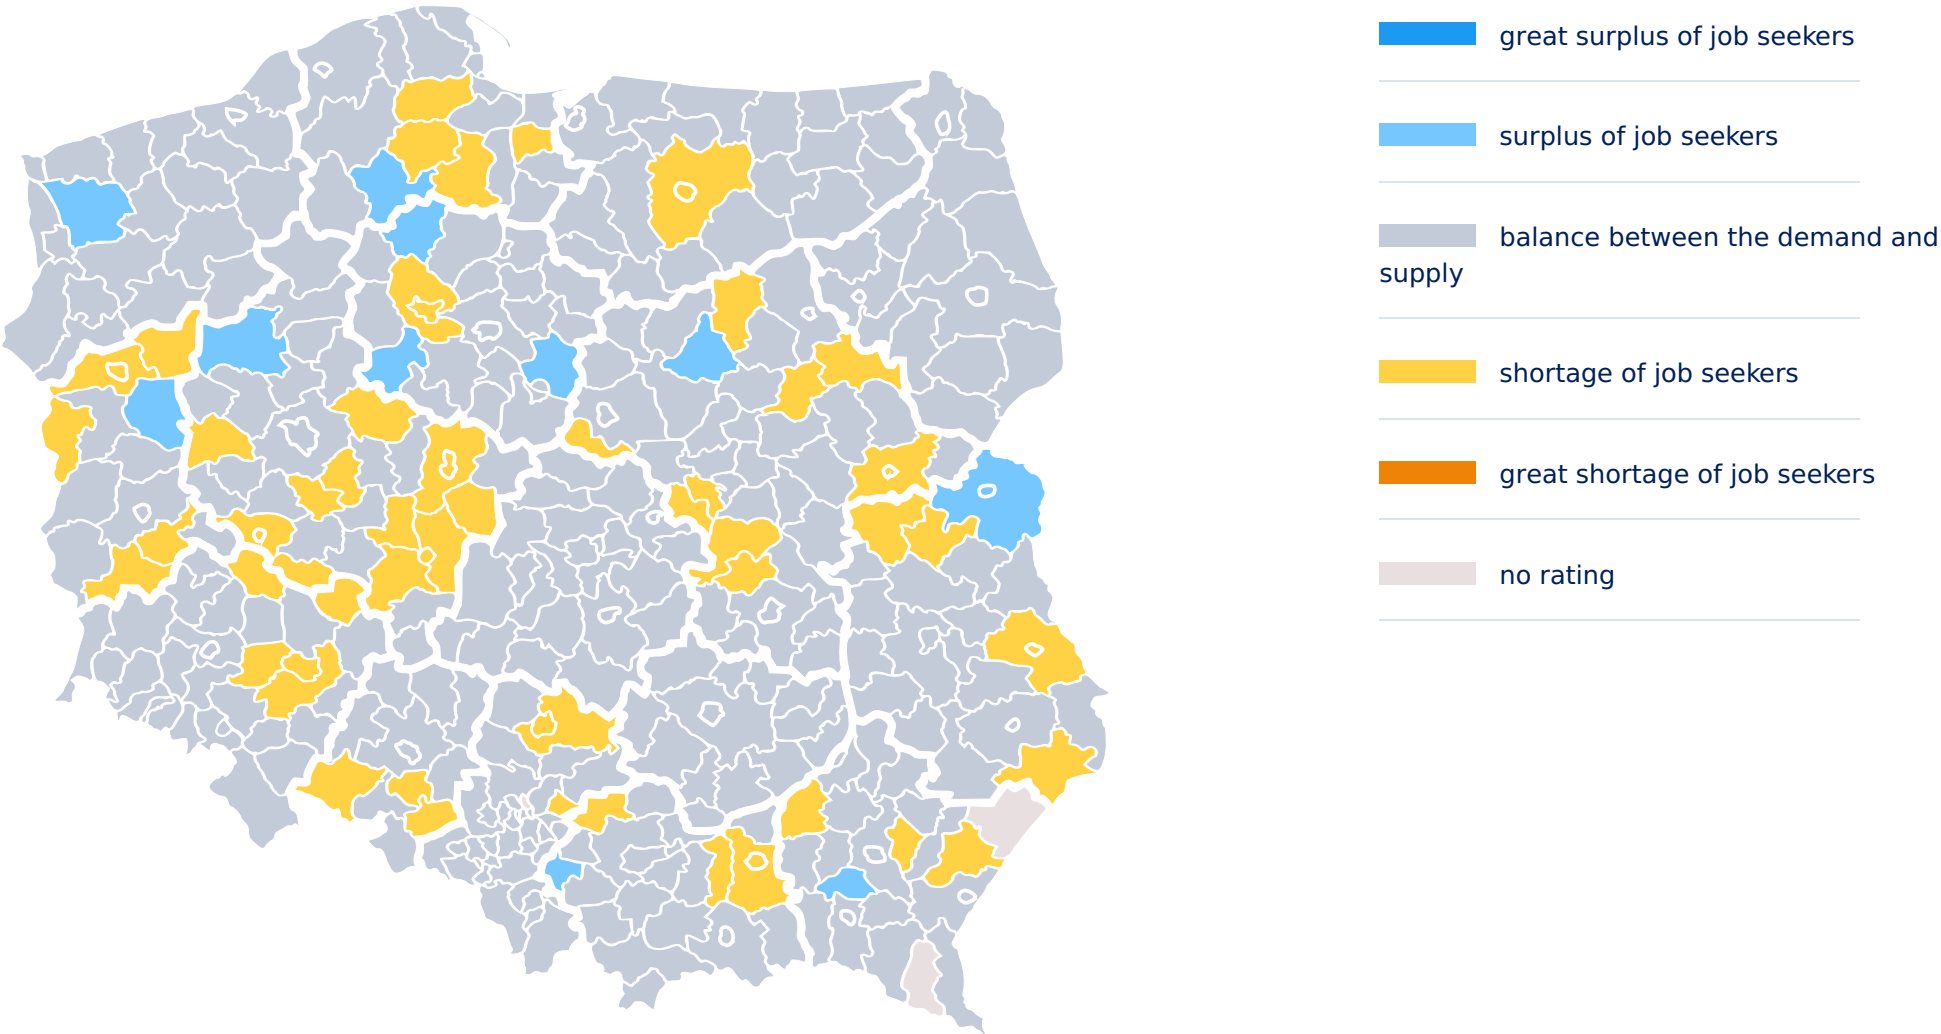 great surplus of job seekers
surplus of job seekers
balance between the demand and
supply
shortage of job seekers
great shortage of job seekers
no rating